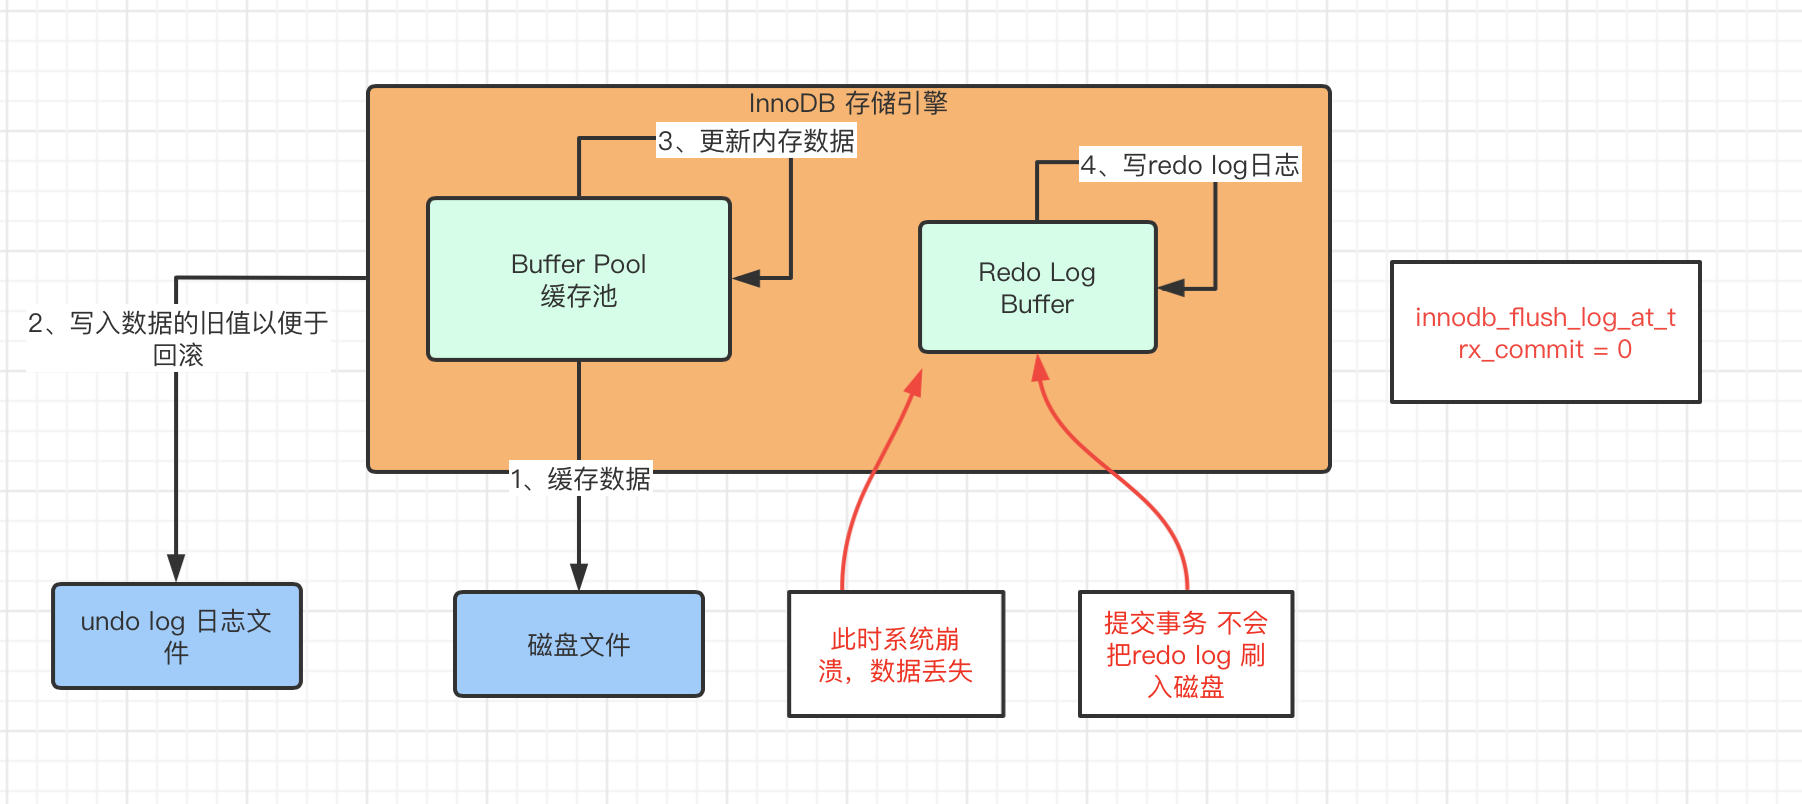 InnoDB 存储引擎
3、更新内存数据
4、写redo log日志
Buffer Pool
缓存池
Redo Log
Buffer
innodb_flush_log_at_t
rx_commit = 0
2、写入数据的旧值以便于
回滚
1、缓存数据
undo log 日志文
件
磁盘文件
此时系统崩
溃，数据丢失
提交事务 不会
把redo log 刷
入磁盘